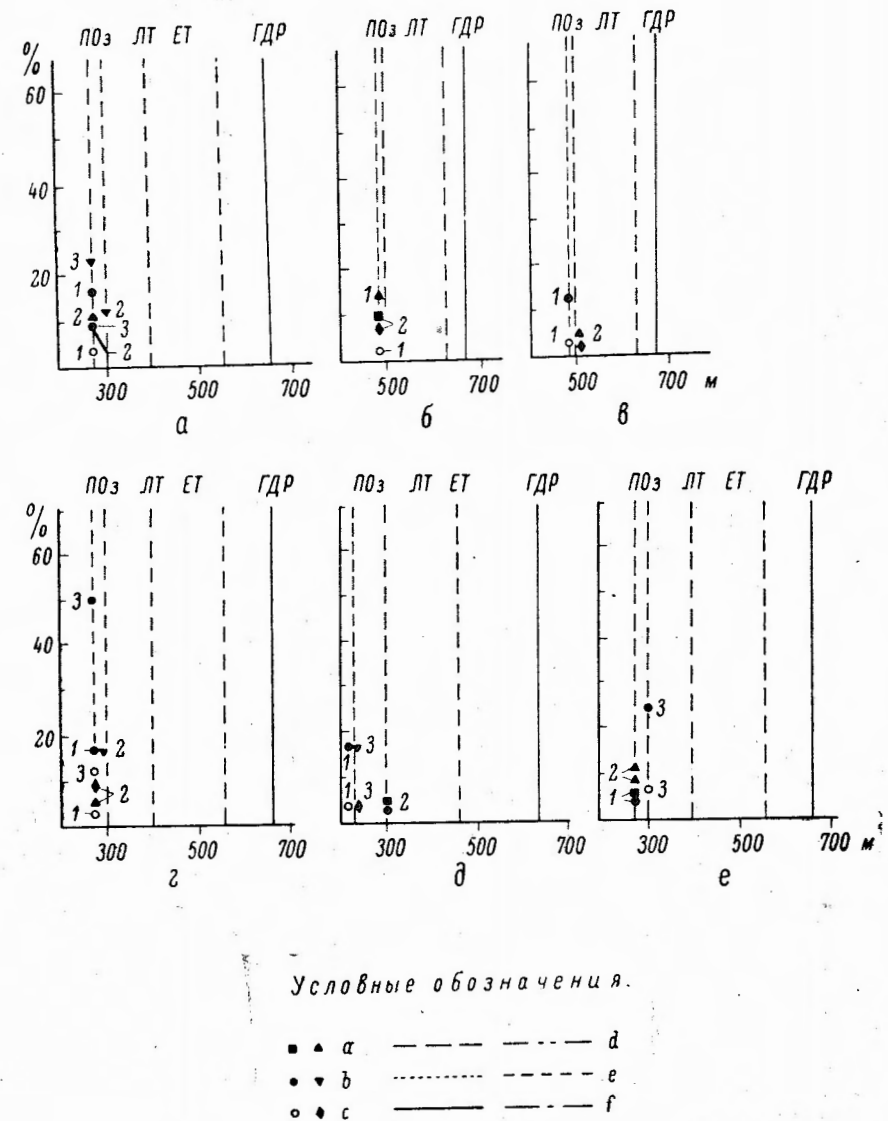 ПОз ЛТ ЕТ ГДР ПОз ЛТ ГДР ПОз ЛТ ГДР
%
60
40
3
20 1 2 1 1
2 3 2
1 2 1 1 2
300 500 700 500 700 500 700 м
а б в
ПОз ЛТ ЕТ ГДР ПОз ЛТ ЕТ ГДР ПОз ЛТ ЕТ ГДР
%
60
3
40
3
20 1 2 3
1
3 2 2
1 3 2 1 3
1
300 500 700 300 500 700 300 500 700 м
г д е
Условные обозначения.
a d
b e
c f